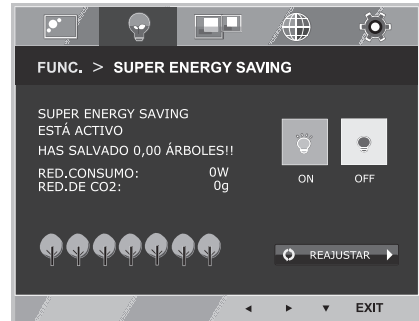 FUNC. > SUPER ENERGY SAVING
SUPER ENERGY SAVING
ESTÁ ACTIVO
HAS SALVADO 0,00 ÁRBOLES!!
RED.CONSUMO: 0W
RED.DE CO2: 0g
ON OFF
REAJUSTAR
EXIT